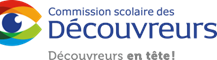 Commission scolaire des
Découvreurs
Découvreurs en tête!